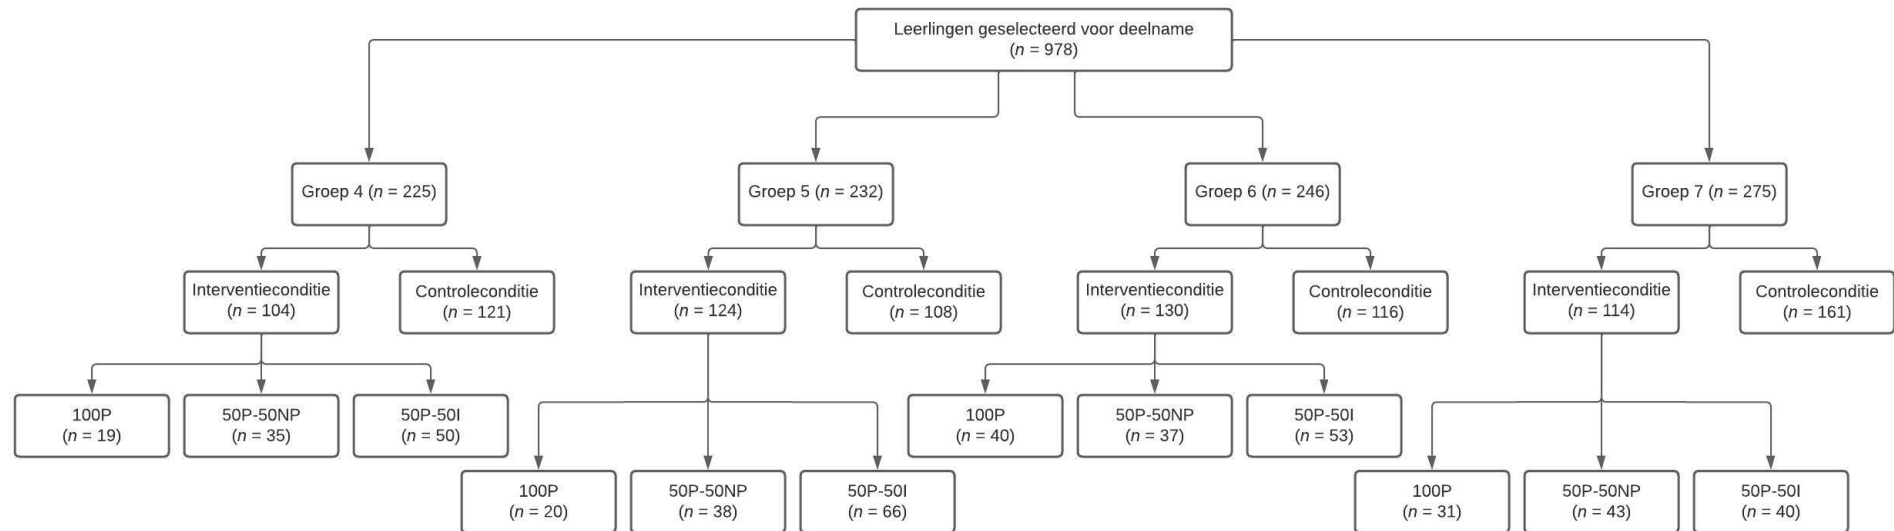 Leerlingen geselecteerd voor deelname
(n = 978)
Groep 4 (n = 225)
Groep 5 (n = 232)
Groep 6 (n = 246)
Groep 7 (n = 275)
Interventieconditie
(n = 104)
Controleconditie
(n = 121)
Interventieconditie
(n = 124)
Controleconditie
(n = 108)
Interventieconditie
(n = 130)
Controleconditie
(n = 116)
Interventieconditie
(n = 114)
Controleconditie
(n = 161)
100P
(n = 19)
50P-50NP
(n = 35)
50P-50I
(n = 50)
100P
(n = 20)
50P-50NP
(n = 38)
50P-50I
(n = 66)
100P
(n = 40)
50P-50NP
(n = 37)
50P-50I
(n = 53)
100P
(n = 31)
50P-50NP
(n = 43)
50P-50I
(n = 40)